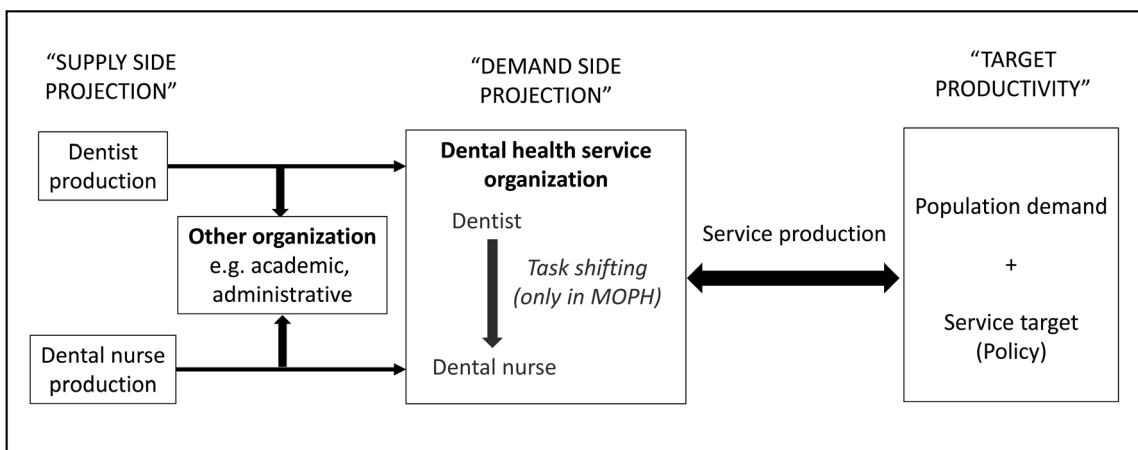 “SUPPLY SIDE
PROJECTION”
Dentist
production
Other organization
e.g. academic,
administrative
Dental nurse
production
“DEMAND SIDE
PROJECTION”
Dental health service
organization
Dentist
Task shifting
(only in MOPH)
Dental nurse
Service production
“TARGET
PRODUCTIVITY”
Population demand
+
Service target
(Policy)